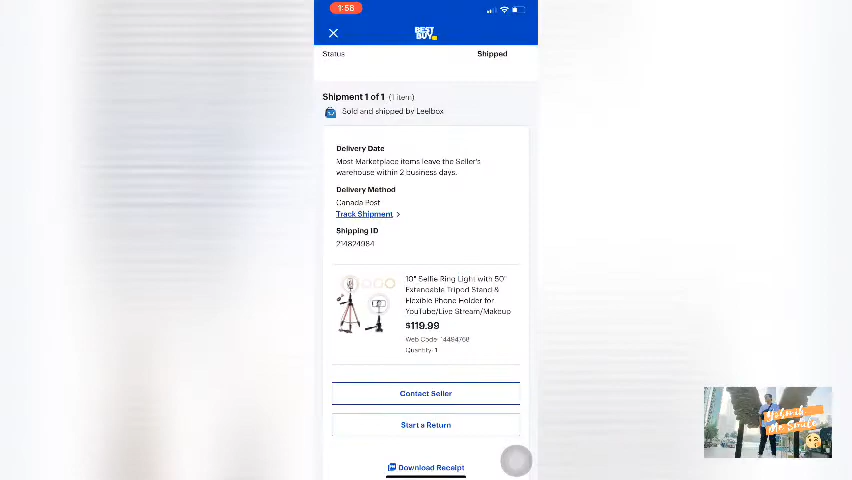 1:56
BEST
BUY
Status
Shipped
Shipment 1 of 1 (1 item)
Sold and shipped by Leelbox
Delivery Date
Most Marketplace items leave the Seller's
warehouse within 2 business days.
Delivery Method
Canada Post
Track Shipment >
Shipping ID
214824984
10" Selfie Ring Light with 50"
Extendable Tripod Stand &
Flexible Phone Holder for
YouTube/Live Stream/Makeup
$119.99
Web Code: 14494768
Quantity: 1
Contact Seller
Start a Return
Download Receipt